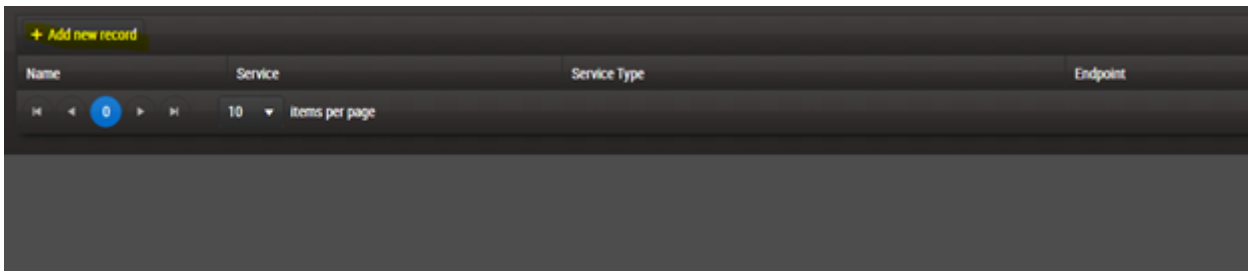 + Add new record
Name Service Service Type Endpoint
0 10 items per page